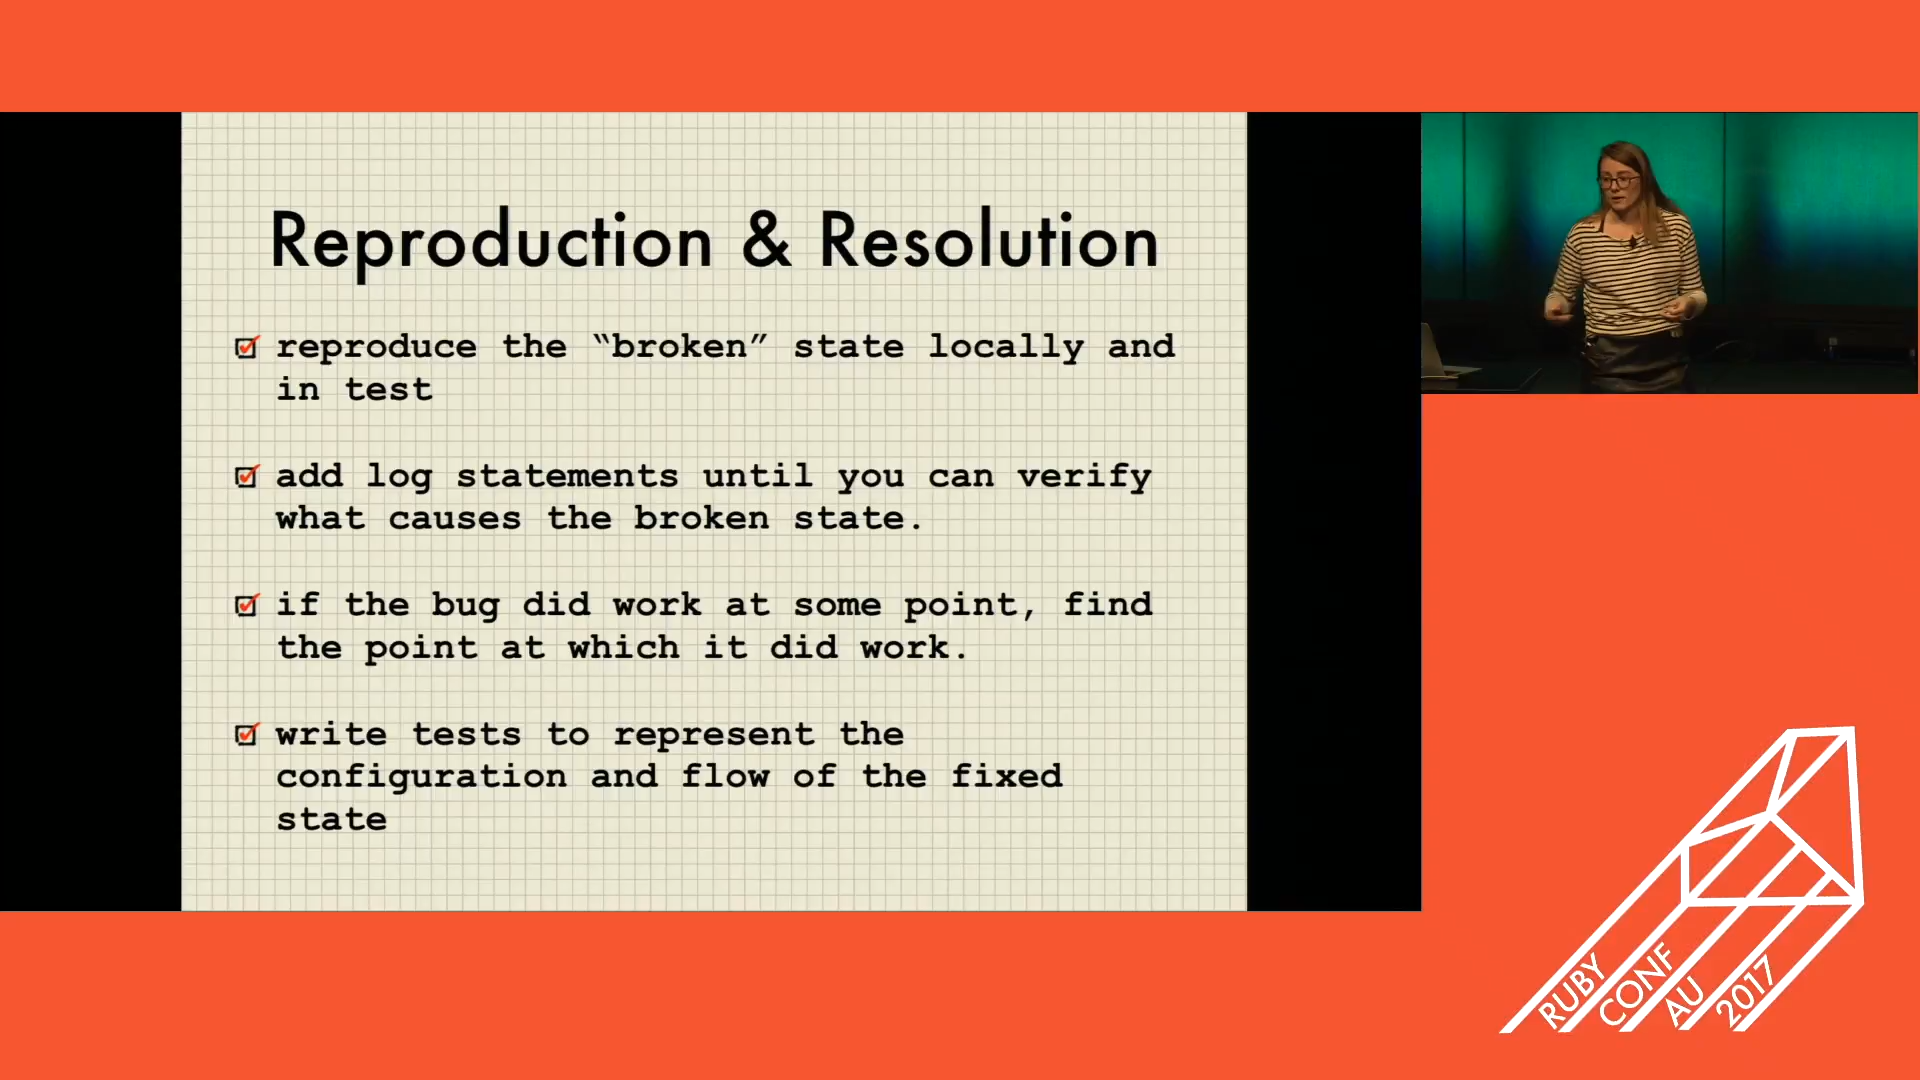 Reproduction & Resolution
reproduce the “broken” state locally and
in test
add log statements until you can verify
what causes the broken state.
if the bug did work at some point, find
the point at which it did work.
write tests to represent the
configuration and flow of the fixed
state
RUBY
CONF
AU
2017